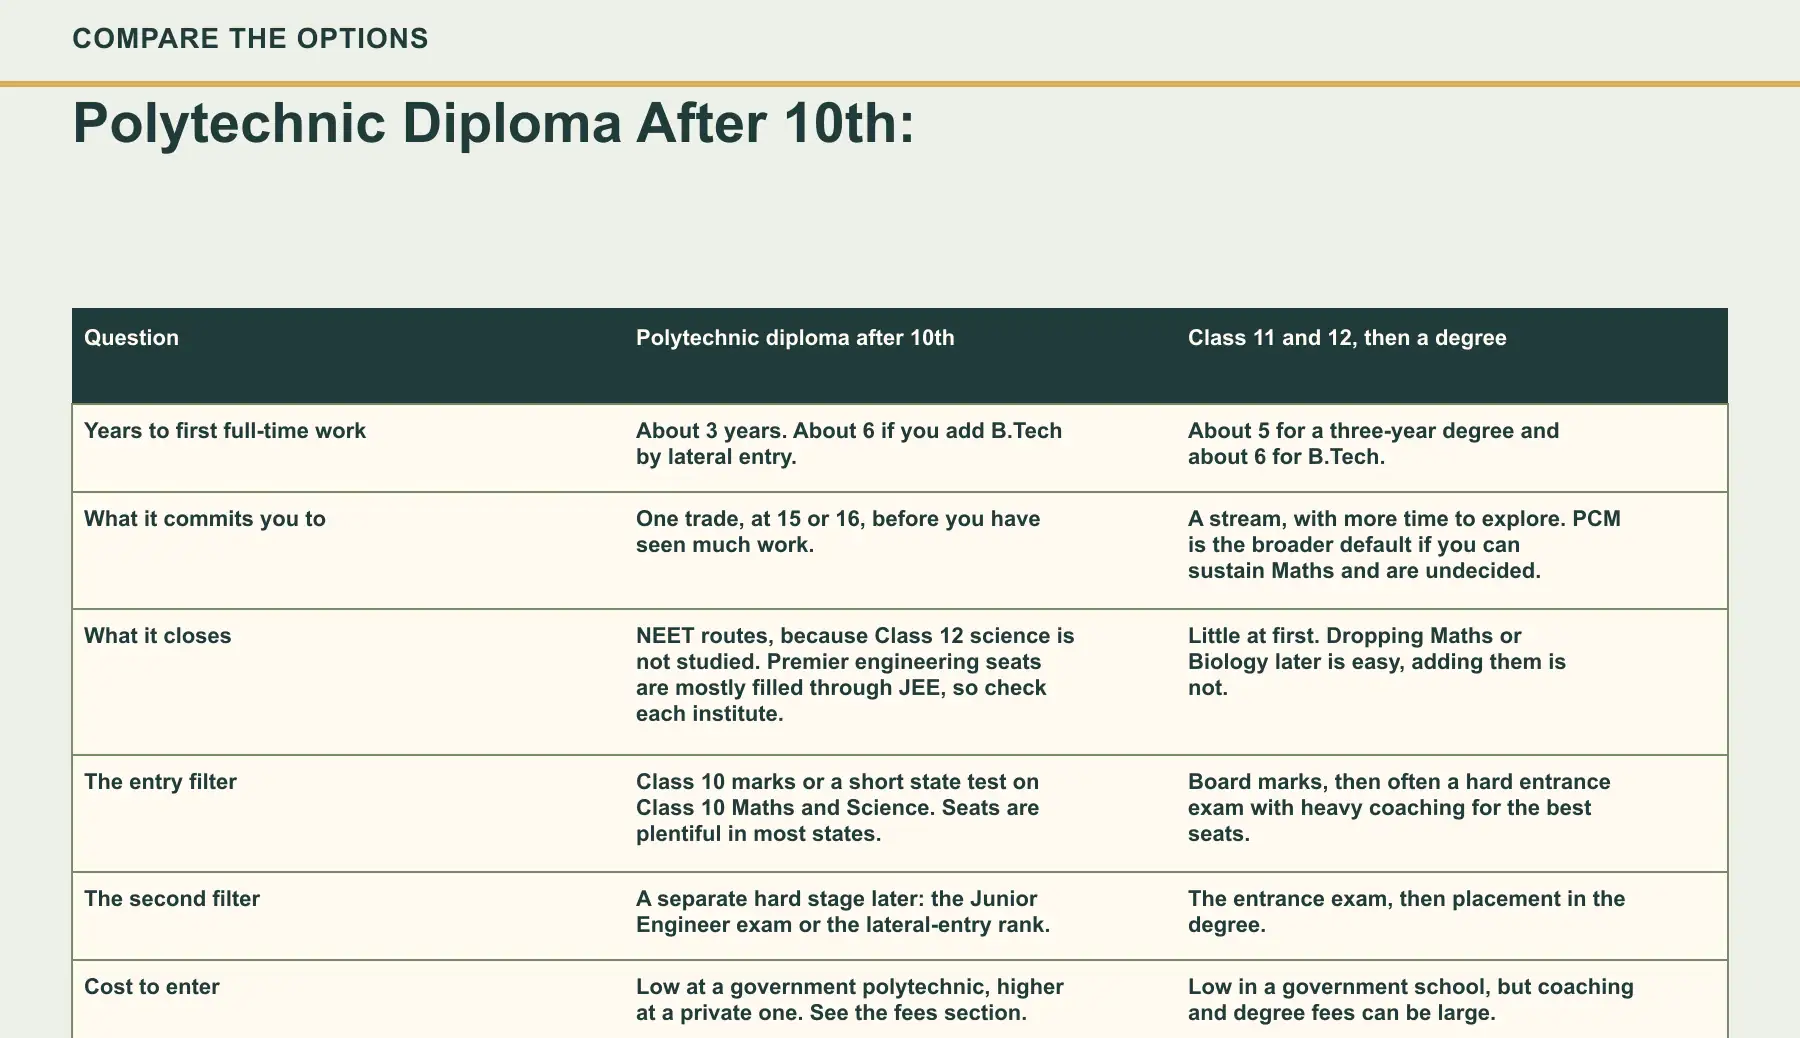 COMPARE THE OPTIONS
Polytechnic Diploma After 10th:
Question
Polytechnic diploma after 10th
Class 11 and 12, then a degree
Years to first full-time work
About 3 years. About 6 if you add B.Tech
by lateral entry.
About 5 for a three-year degree and
about 6 for B.Tech.
What it commits you to
One trade, at 15 or 16, before you have
seen much work.
A stream, with more time to explore. PCM
is the broader default if you can
sustain Maths and are undecided.
What it closes
NEET routes, because Class 12 science is
not studied. Premier engineering seats
are mostly filled through JEE, so check
each institute.
Little at first. Dropping Maths or
Biology later is easy, adding them is
not.
The entry filter
Class 10 marks or a short state test on
Class 10 Maths and Science. Seats are
plentiful in most states.
Board marks, then often a hard entrance
exam with heavy coaching for the best
seats.
The second filter
A separate hard stage later: the Junior
Engineer exam or the lateral-entry rank.
The entrance exam, then placement in the
degree.
Cost to enter
Low at a government polytechnic, higher
at a private one. See the fees section.
Low in a government school, but coaching
and degree fees can be large.